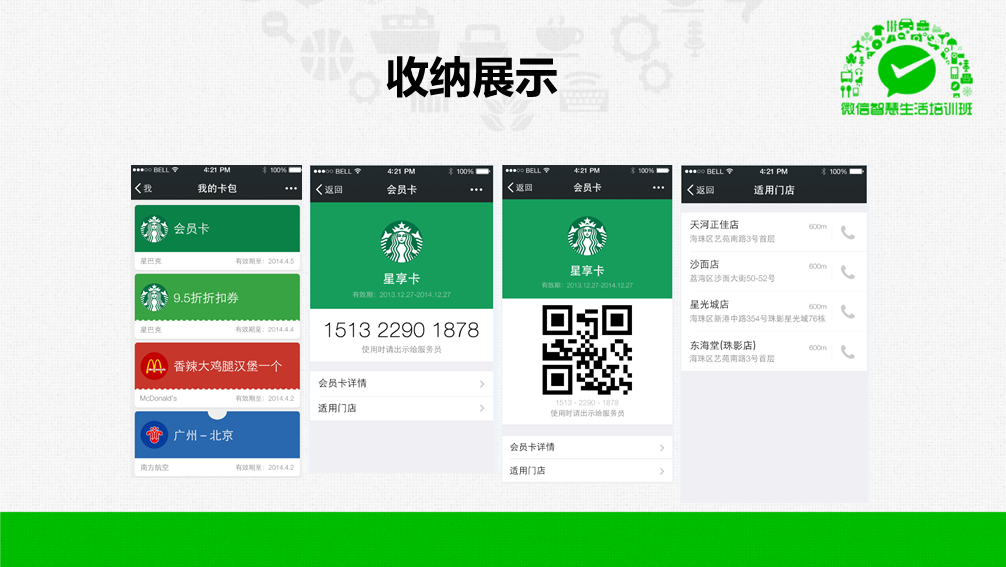 收纳展示
微信智慧生活培训班
BELL 4:21 PM 100%
我 我的卡包
会员卡
星巴克 有效期至：2014.4.5
9.5折折扣券
星巴克 有效期至：2014.4.4
香辣大鸡腿汉堡一个
McDonald's 有效期至：2014.4.2
广州－北京
南方航空 有效期至：2014.4.2
BELL 4:21 PM 100%
返回 会员卡
星享卡
有效期：2013.12.27-2014.12.27
1513 2290 1878
使用时请出示给服务员
会员卡详情
适用门店
BELL 4:21 PM 100%
返回 会员卡
星享卡
有效期：2013.12.27-2014.12.27
1513 - 2290 - 1878
使用时请出示给服务员
会员卡详情
适用门店
BELL 4:21 PM 100%
返回 适用门店
天河正佳店 600m
海珠区艺苑南路3号首层
沙面店 600m
荔湾区沙面大街50-52号
星光城店 600m
海珠区新港中路354号珠影星光城76栋
东海堂(珠影店) 600m
海珠区艺苑南路3号首层